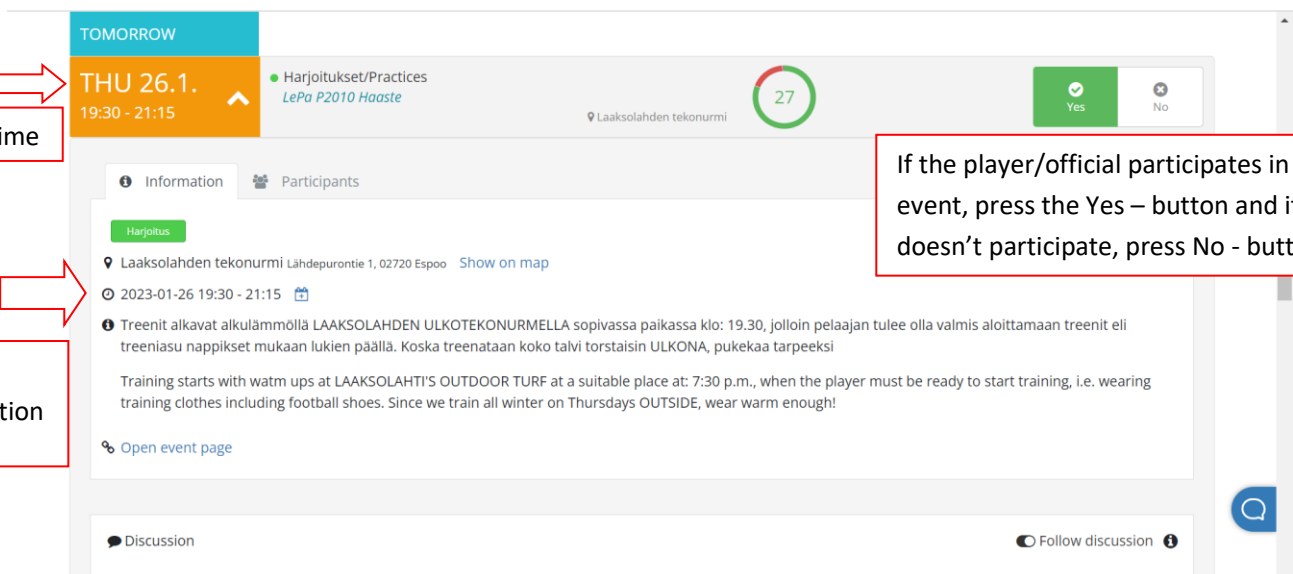 TOMORROW
THU 26.1.
19:30 - 21:15
Harjoitukset/Practices
LePa P2010 Haaste
Laaksolahden tekonurmi
27
Yes
No
ime
If the player/official participates in
event, press the Yes – button and i
doesn’t participate, press No - butt
Information
Participants
Harjoitus
Laaksolahden tekonurmi Lähdepurontie 1, 02720 Espoo Show on map
2023-01-26 19:30 - 21:15
Treenit alkavat alkulämmöllä LAAKSOLAHDEN ULKOTEKONURMELLA sopivassa paikassa klo: 19.30, jolloin pelaajan tulee olla valmis aloittamaan treenit eli
treeniasu nappikset mukaan lukien päällä. Koska treenataan koko talvi torstaisin ULKONA, pukekaa tarpeeksi
Training starts with watm ups at LAAKSOLAHTI'S OUTDOOR TURF at a suitable place at: 7:30 p.m., when the player must be ready to start training, i.e. wearing
training clothes including football shoes. Since we train all winter on Thursdays OUTSIDE, wear warm enough!
tion
Open event page
Discussion
Follow discussion